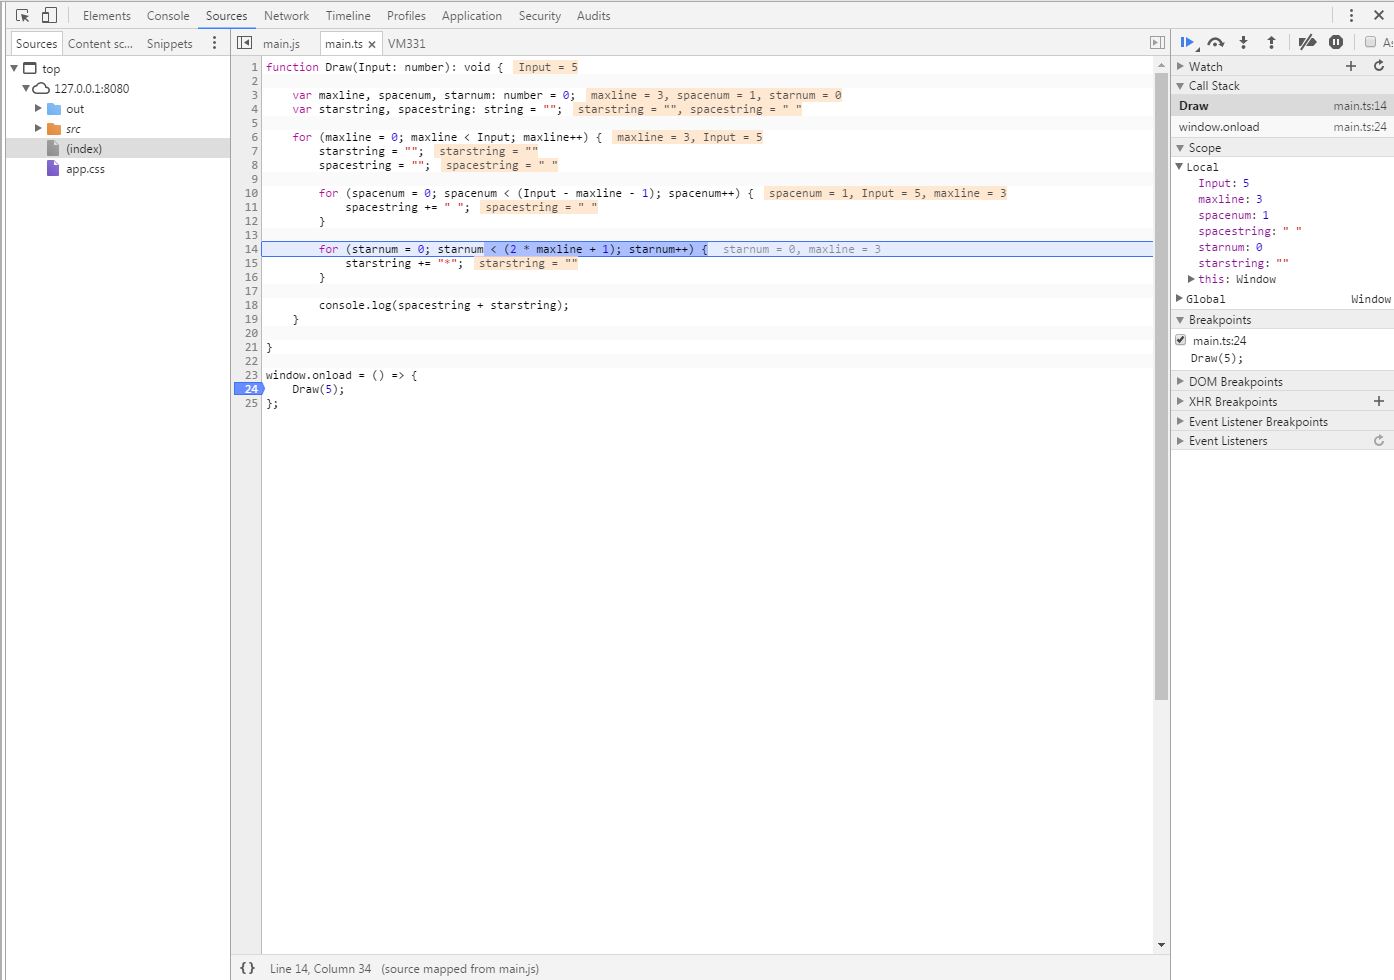 Elements Console Sources Network Timeline Profiles Application Security Audits
Sources Content sc... Snippets
main.js main.ts × VM331
top
127.0.0.1:8080
out
src
(index)
app.css
1 function Draw(Input: number): void { Input = 5
2
3 var maxline, spacenum, starnum: number = 0; maxline = 3, spacenum = 1, starnum = 0
4 var starstring, spacestring: string = ""; starstring = "", spacestring = " "
5
6 for (maxline = 0; maxline < Input; maxline++) { maxline = 3, Input = 5
7 starstring = ""; starstring = ""
8 spacestring = ""; spacestring = " "
9
10 for (spacenum = 0; spacenum < (Input - maxline - 1); spacenum++) { spacenum = 1, Input = 5, maxline = 3
11 spacestring += " "; spacestring = " "
12 }
13
14 for (starnum = 0; starnum < (2 * maxline + 1); starnum++) { starnum = 0, maxline = 3
15 starstring += "*"; starstring = ""
16 }
17
18 console.log(spacestring + starstring);
19 }
20
21 }
22
23 window.onload = () => {
24 Draw(5);
25 };
{} Line 14, Column 34 (source mapped from main.js)
As
Watch
Call Stack
Draw main.ts:14
window.onload main.ts:24
Scope
Local
Input: 5
maxline: 3
spacenum: 1
spacestring: " "
starnum: 0
starstring: ""
this: Window
Global Window
Breakpoints
main.ts:24
Draw(5);
DOM Breakpoints
XHR Breakpoints
Event Listener Breakpoints
Event Listeners